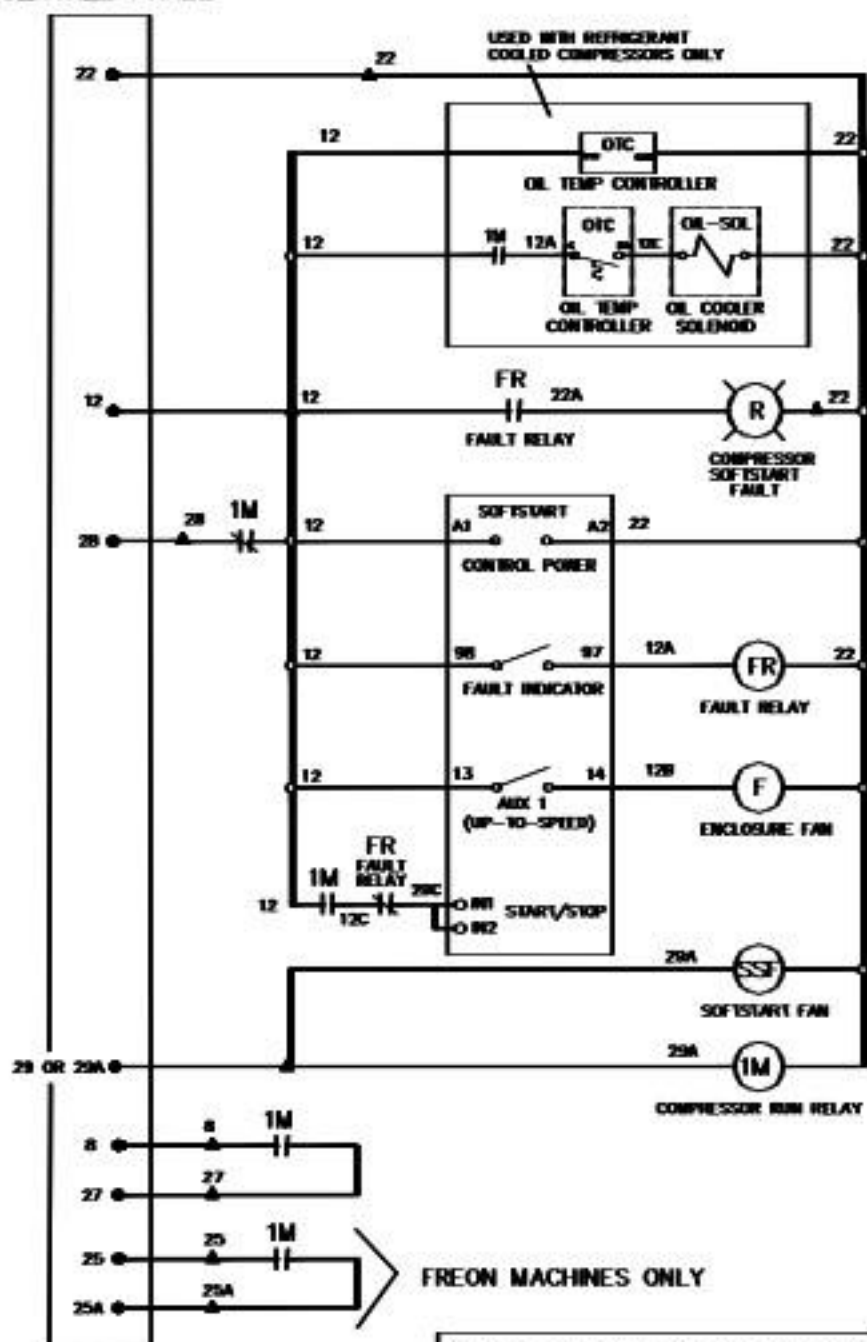 USED WITH REFRIGERANT
COOLED COMPRESSORS ONLY
22
22
12
OTC
22
OIL TEMP CONTROLLER
12
1M
12A
OTC
OIL-SOL
22
OIL TEMP
CONTROLLER
OIL COOLER
SOLENOID
12
12
FR
22A
R
22
FAULT RELAY
COMPRESSOR
SOFTSTART
FAULT
28
28
1M
12
SOFTSTART
A1
A2
22
CONTROL POWER
12
98
97
12A
FR
22
FAULT INDICATOR
FAULT RELAY
12
13
14
12B
F
AUX 1
(UP-TO-SPEED)
ENCLOSURE FAN
12
1M
12C
FR
FAULT
RELAY
29C
IN1
IN2
START/STOP
29A
SSF
SOFTSTART FAN
29 OR 29A
29A
1M
COMPRESSOR RUN RELAY
8
8
1M
27
27
25
25
1M
25A
25A
FREON MACHINES ONLY